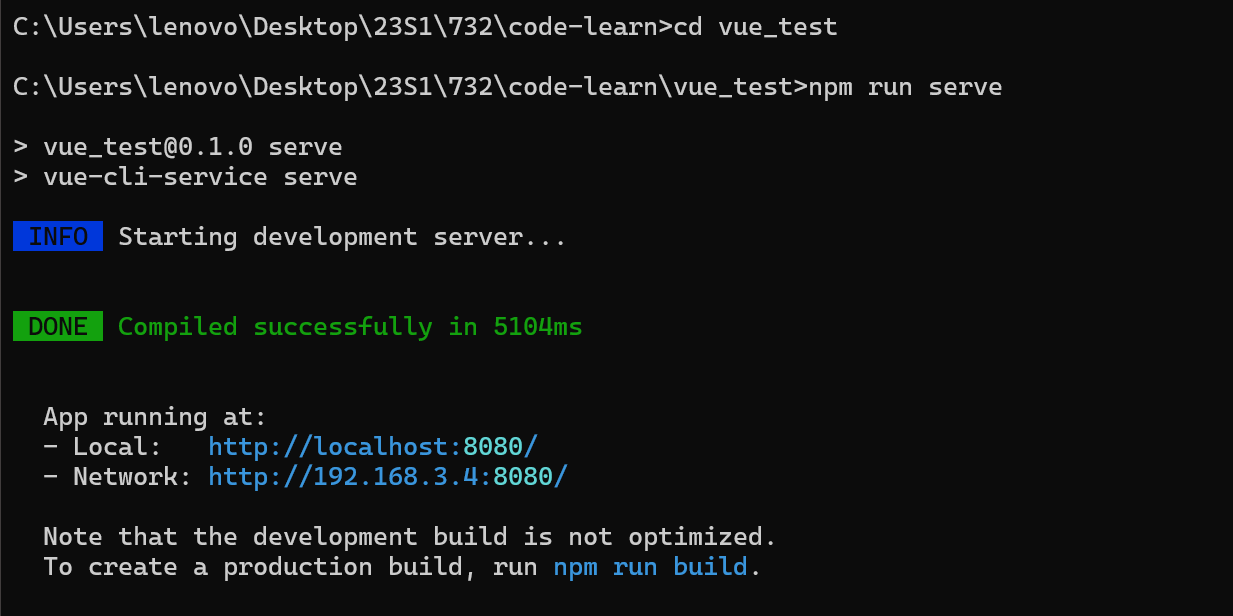 C:\Users\lenovo\Desktop\23S1\732\code-learn>cd vue_test
C:\Users\lenovo\Desktop\23S1\732\code-learn\vue_test>npm run serve
> vue_test@0.1.0 serve
> vue-cli-service serve
INFO Starting development server...
DONE Compiled successfully in 5104ms
App running at:
- Local: http://localhost:8080/
- Network: http://192.168.3.4:8080/
Note that the development build is not optimized.
To create a production build, run npm run build.